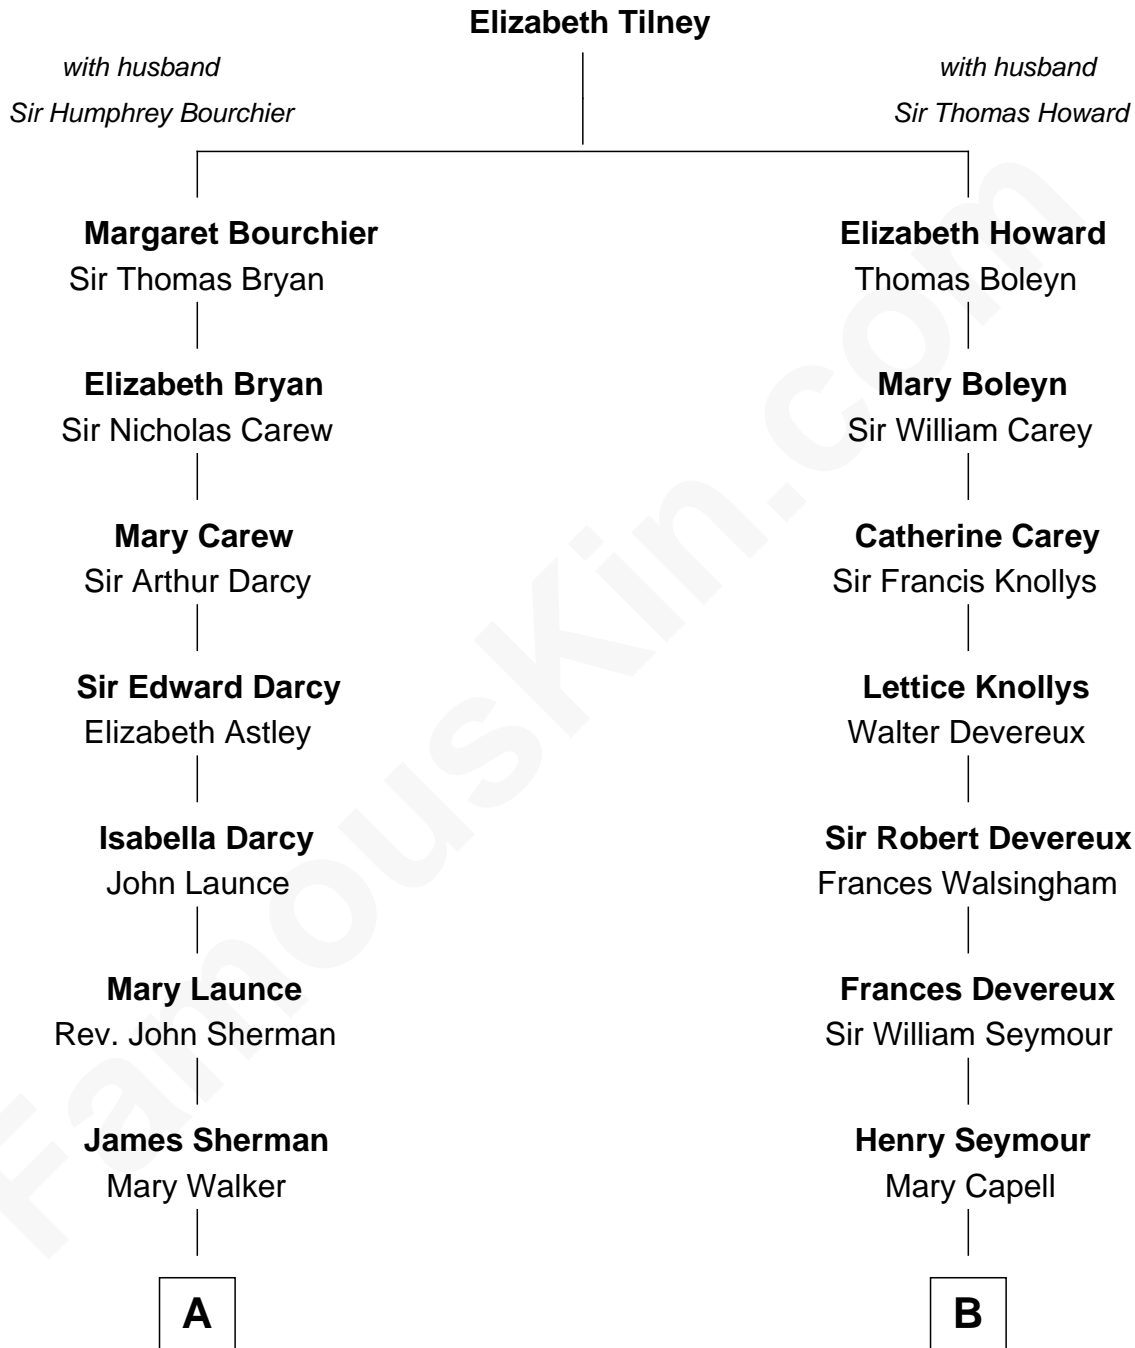 Elizabeth Tilney
with husband
Sir Humphrey Bourchier
with husband
Sir Thomas Howard
Margaret Bourchier
Sir Thomas Bryan
Elizabeth Howard
Thomas Boleyn
Elizabeth Bryan
Sir Nicholas Carew
Mary Boleyn
Sir William Carey
Mary Carew
Sir Arthur Darcy
Catherine Carey
Sir Francis Knollys
Sir Edward Darcy
Elizabeth Astley
Lettice Knollys
Walter Devereux
Isabella Darcy
John Launce
Sir Robert Devereux
Frances Walsingham
Mary Launce
Rev. John Sherman
Frances Devereux
Sir William Seymour
James Sherman
Mary Walker
Henry Seymour
Mary Capell
A
B
FamousKin.com